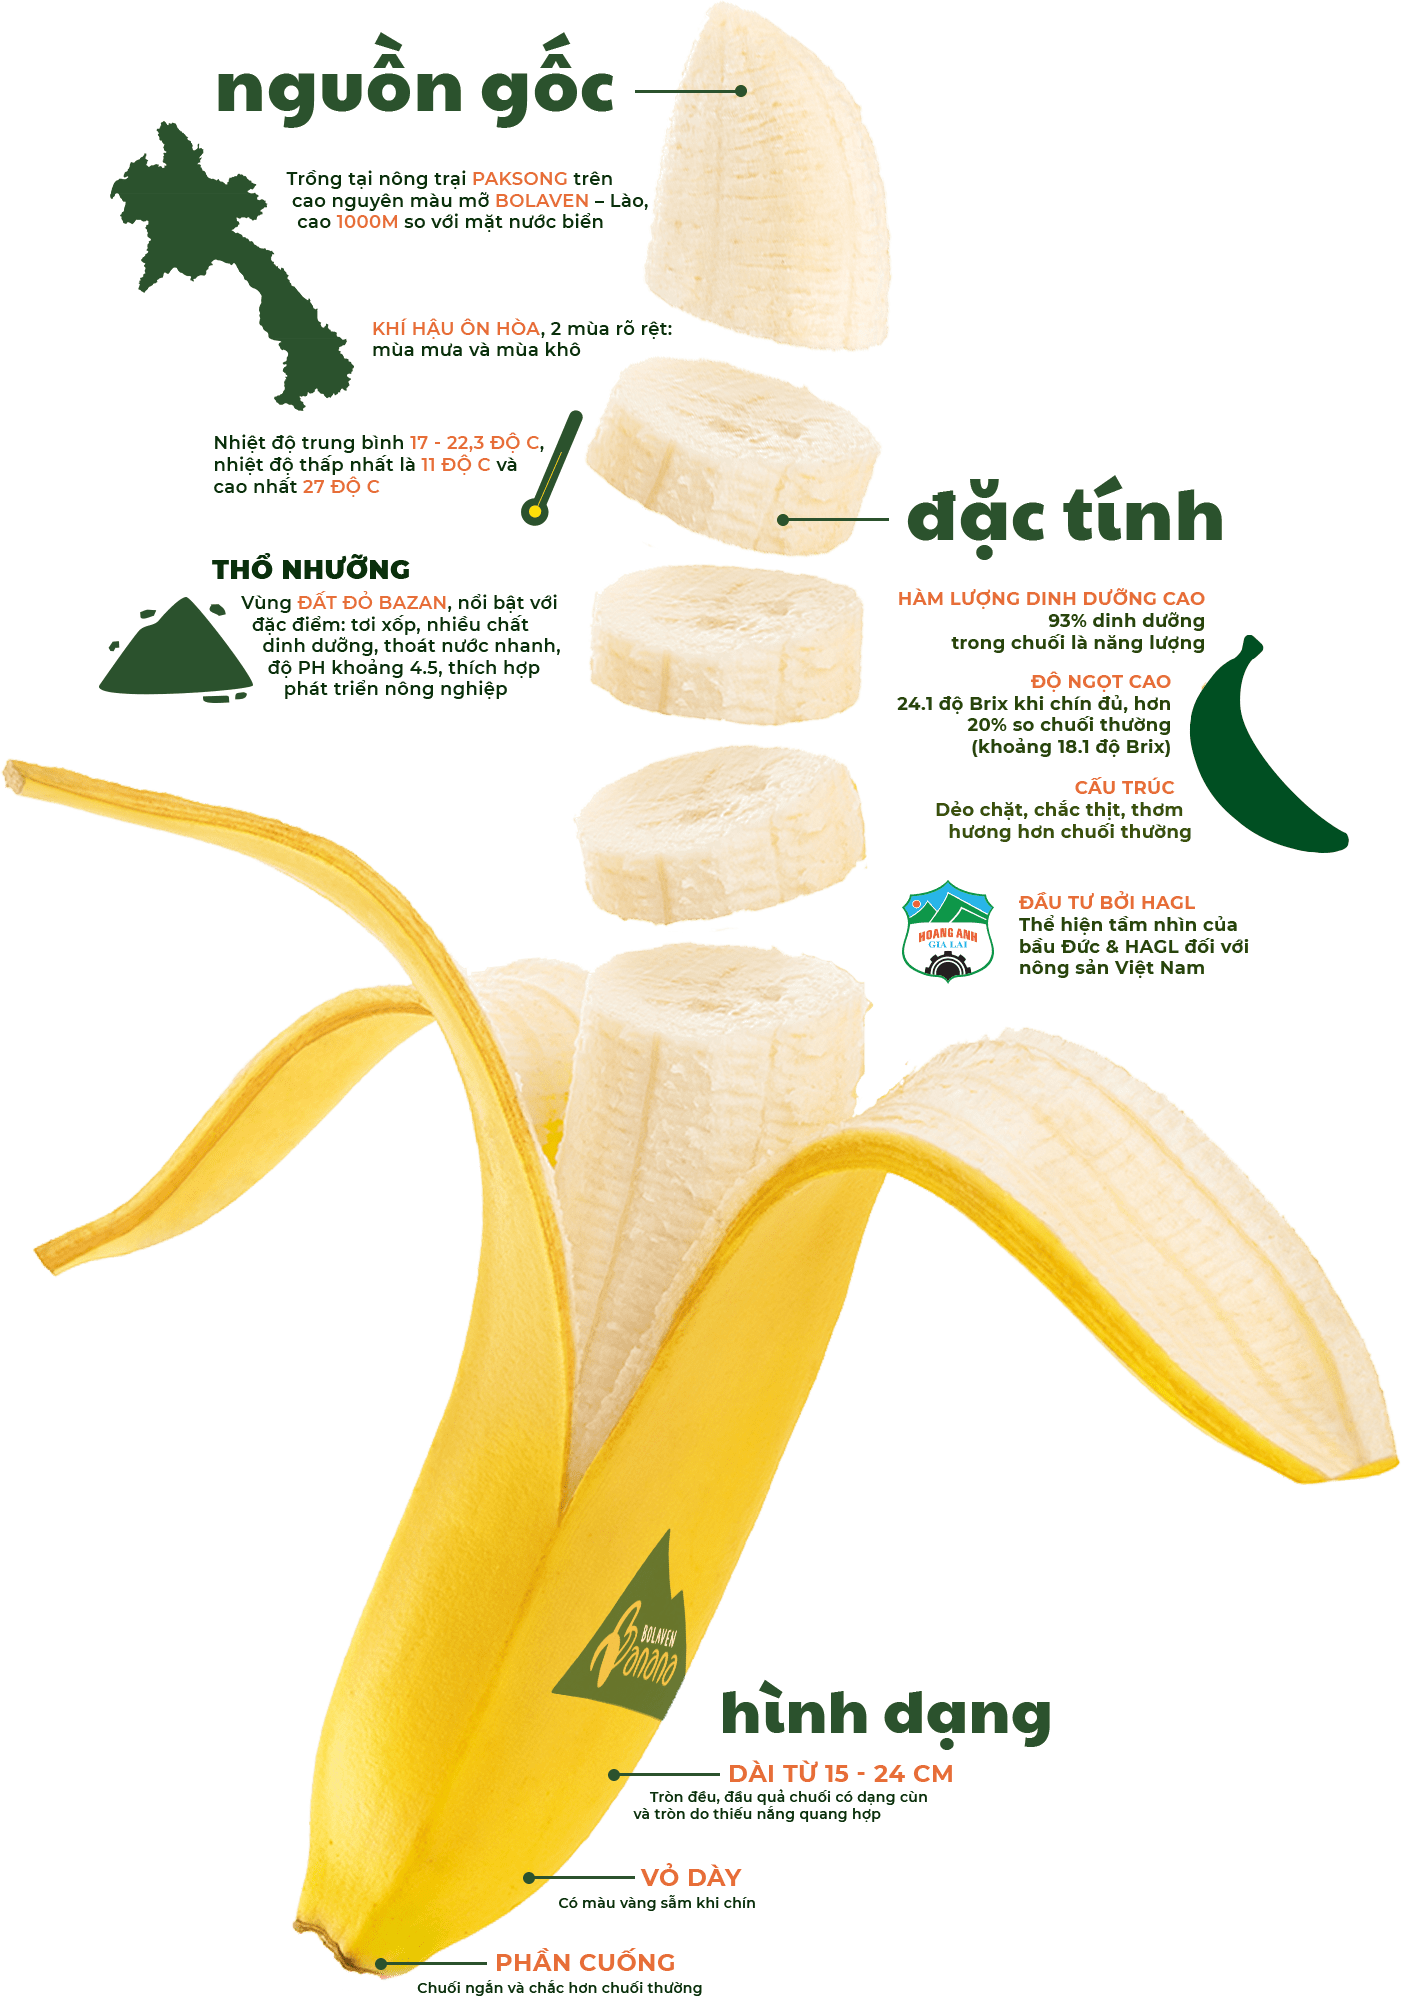 nguồn gốc
Trồng tại nông trại PAKSONG trên
cao nguyên màu mỡ BOLAVEN – Lào,
cao 1000M so với mặt nước biển
KHÍ HẬU ÔN HÒA, 2 mùa rõ rệt:
mùa mưa và mùa khô
Nhiệt độ trung bình 17 - 22,3 ĐỘ C,
nhiệt độ thấp nhất là 11 ĐỘ C và
cao nhất 27 ĐỘ C
THỔ NHƯỠNG
Vùng ĐẤT ĐỎ BAZAN, nổi bật với
đặc điểm: tơi xốp, nhiều chất
dinh dưỡng, thoát nước nhanh,
độ PH khoảng 4.5, thích hợp
phát triển nông nghiệp
đặc tính
HÀM LƯỢNG DINH DƯỠNG CAO
93% dinh dưỡng
trong chuối là năng lượng
ĐỘ NGỌT CAO
24.1 độ Brix khi chín đủ, hơn
20% so chuối thường
(khoảng 18.1 độ Brix)
CẤU TRÚC
Dẻo chặt, chắc thịt, thơm
hương hơn chuối thường
HOANG ANH
GIA LAI
ĐẦU TƯ BỞI HAGL
Thể hiện tầm nhìn của
bầu Đức & HAGL đối với
nông sản Việt Nam
BOLAVEN
Banana
hình dạng
DÀI TỪ 15 - 24 CM
Tròn đều, đầu quả chuối có dạng cùn
và tròn do thiếu nắng quang hợp
VỎ DÀY
Có màu vàng sẫm khi chín
PHẦN CUỐNG
Chuối ngắn và chắc hơn chuối thường